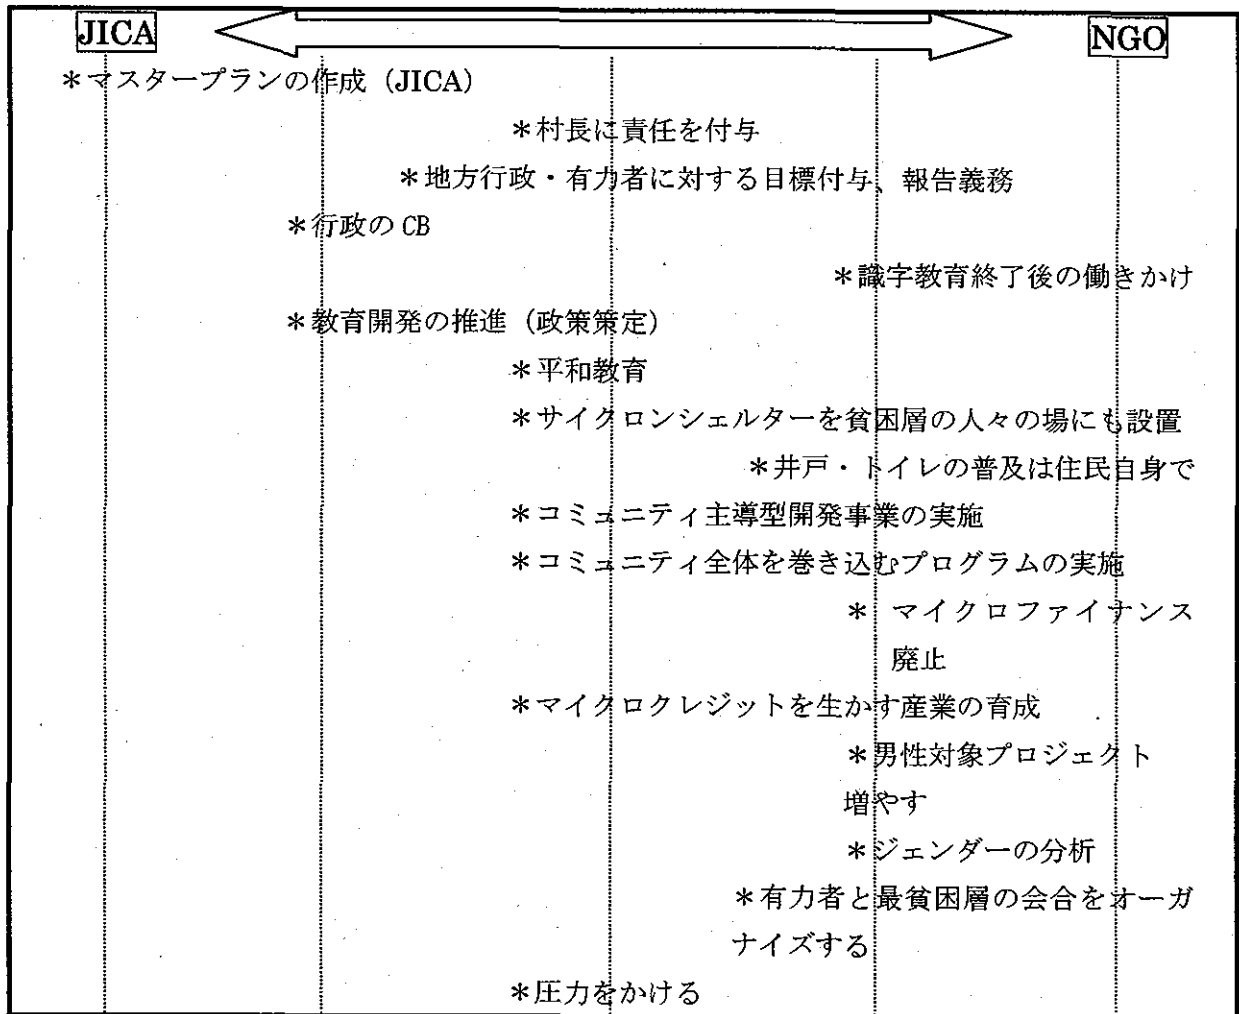 JICA NGO
＊マスタープランの作成（JICA）
＊村長に責任を付与
＊地方行政・有力者に対する目標付与、報告義務
＊行政の CB
＊識字教育終了後の働きかけ
＊教育開発の推進（政策策定）
＊平和教育
＊サイクロンシェルターを貧困層の人々の場にも設置
＊井戸・トイレの普及は住民自身で
＊コミュニティ主導型開発事業の実施
＊コミュニティ全体を巻き込むプログラムの実施
＊ マイクロファイナンス
廃止
＊マイクロクレジットを生かす産業の育成
＊男性対象プロジェクト
増やす
＊ジェンダーの分析
＊有力者と最貧困層の会合をオーガ
ナイズする
＊圧力をかける